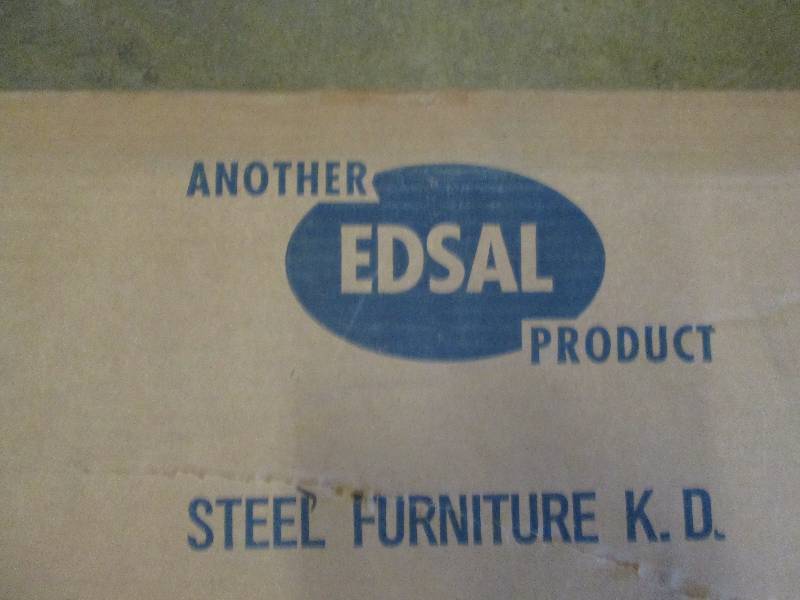 ANOTHER
EDSAL
PRODUCT
STEEL FURNITURE K.D.